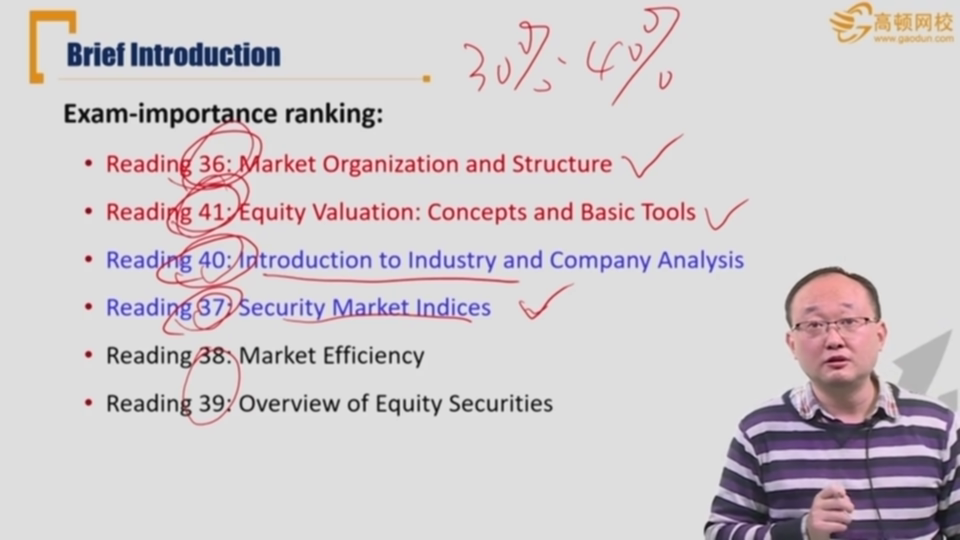 高顿网校
www.gaodun.com
30%-40%
Brief Introduction
Exam-importance ranking:
• Reading 36: Market Organization and Structure
• Reading 41: Equity Valuation: Concepts and Basic Tools
• Reading 40: Introduction to Industry and Company Analysis
• Reading 37: Security Market Indices
• Reading 38: Market Efficiency
• Reading 39: Overview of Equity Securities